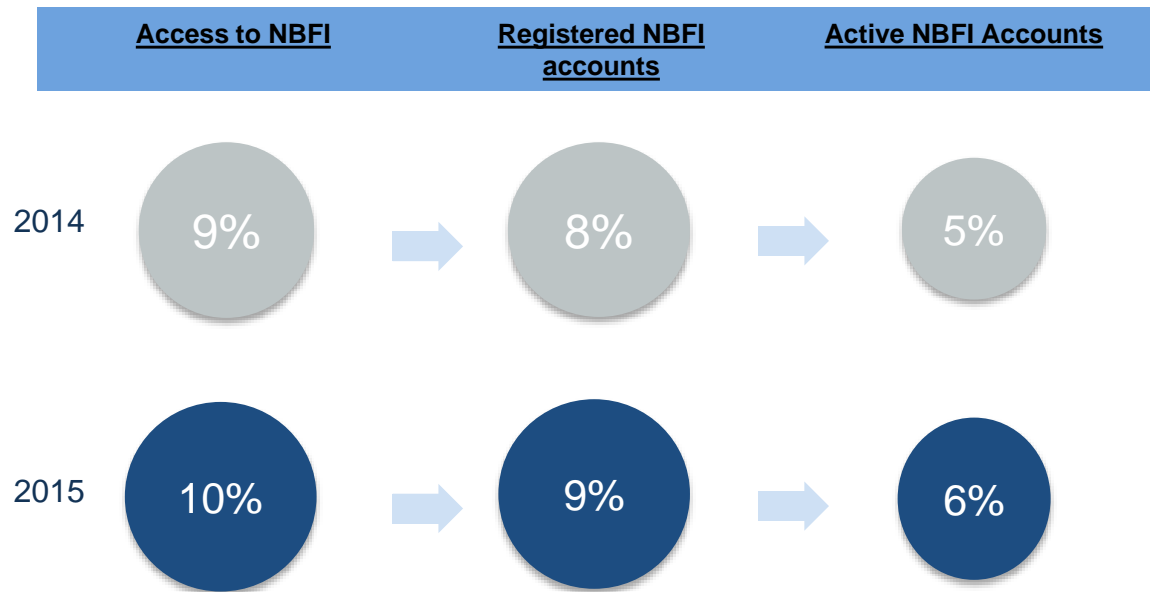 Access to NBFI
Registered NBFI
accounts
Active NBFI Accounts
2014
9%
8%
5%
2015
10%
9%
6%